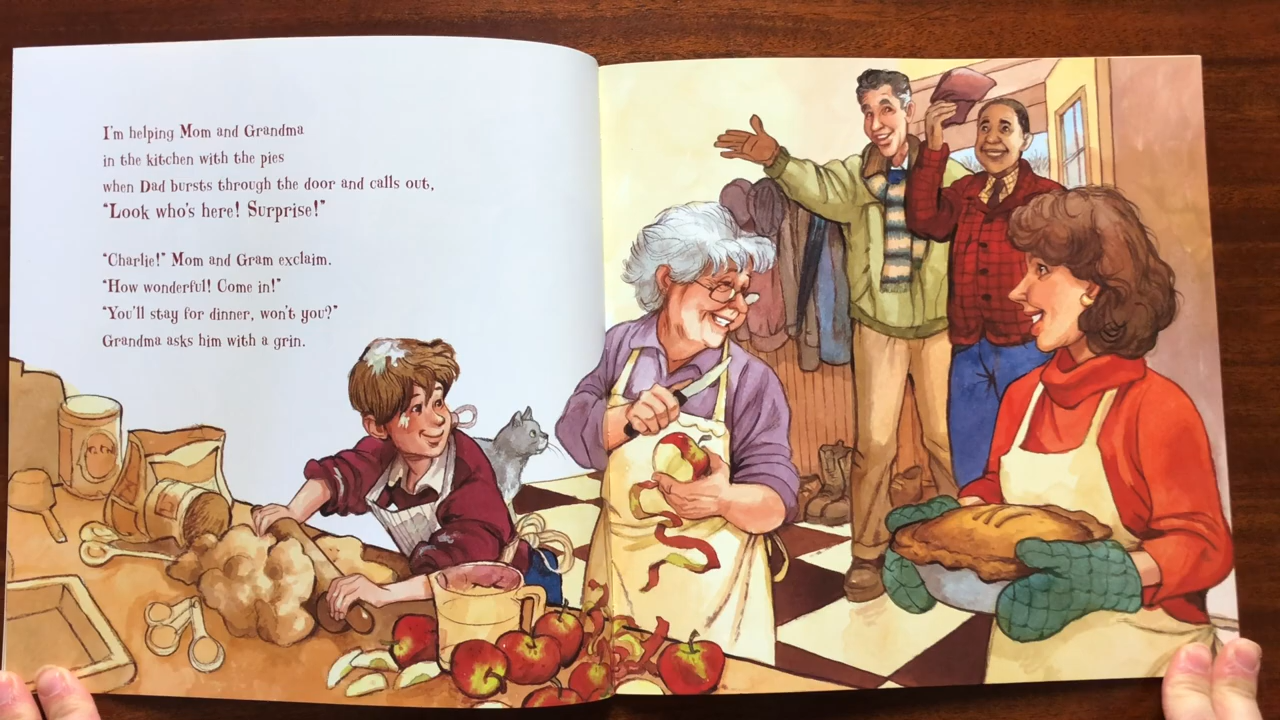 I'm helping Mom and Grandma
in the kitchen with the pies
when Dad bursts through the door and calls out,
"Look who's here! Surprise!"
"Charlie!" Mom and Gram exclaim.
"How wonderful! Come in!"
"You'll stay for dinner, won't you?"
Grandma asks him with a grin.